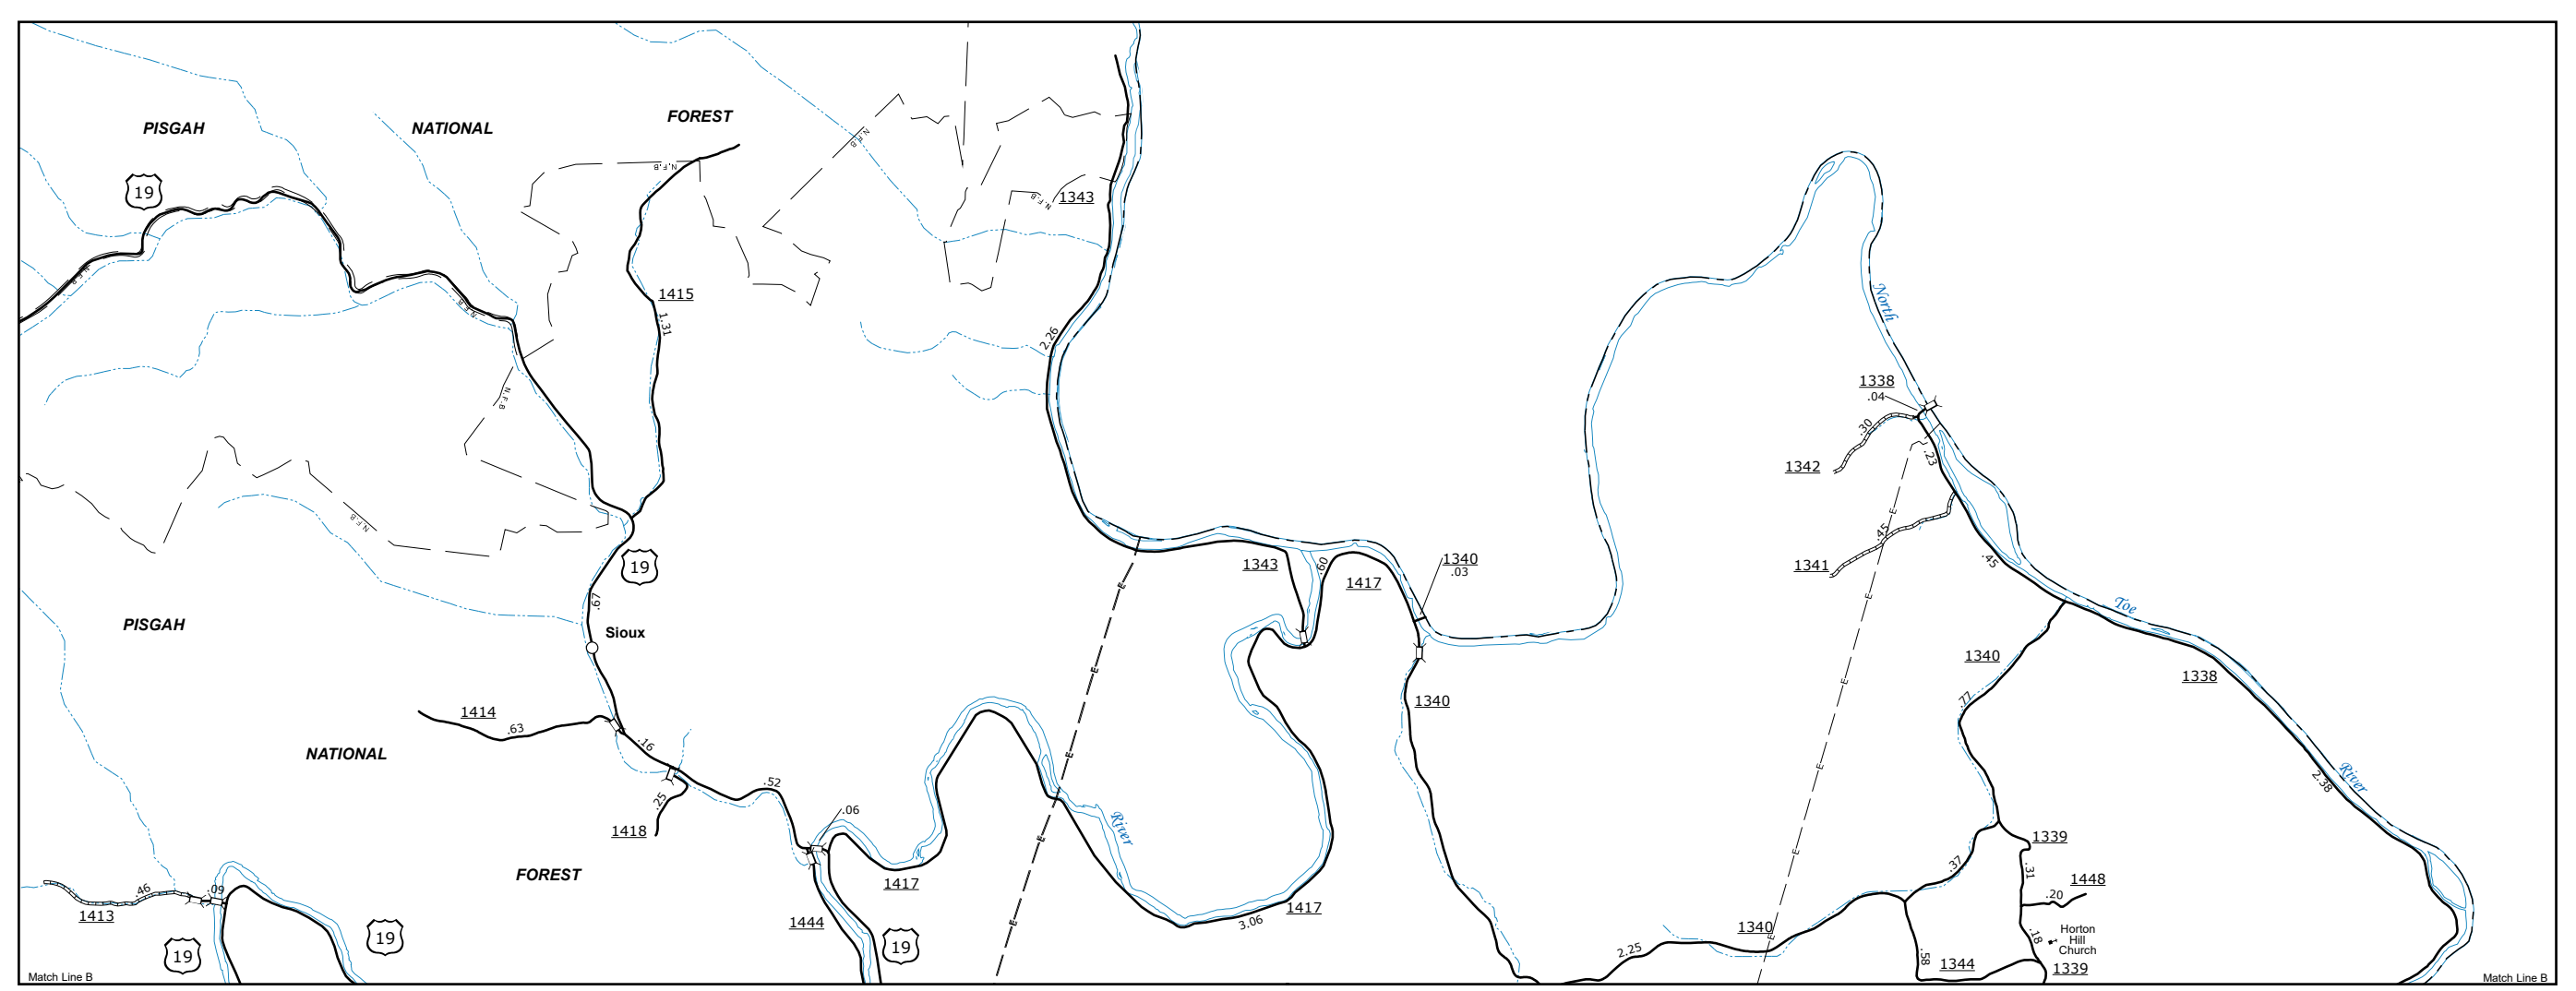 PISGAH
NATIONAL
FOREST
19
N.F.B
N.F.B
1343
N.F.B
N.F.B
N.F.B
N.F.B
1415
1.31
2.26
North
1338
.04
.30
1342
.23
N.F.B
N.F.B
E
.45
1341
.45
19
.67
Sioux
E
1343
.60
1417
1340
.03
E
Toe
PISGAH
1340
1338
E
E
1414
.63
.16
1340
.77
NATIONAL
E
E
River
2.38
.52
.25
1418
.06
River
E
E
1339
FOREST
.46
.09
1413
1417
1417
3.06
.37
.31
1448
.20
19
19
1444
19
E
2.25
1340
E
.58
1344
.18
Horton
Hill
Church
1339
Match Line B
Match Line B